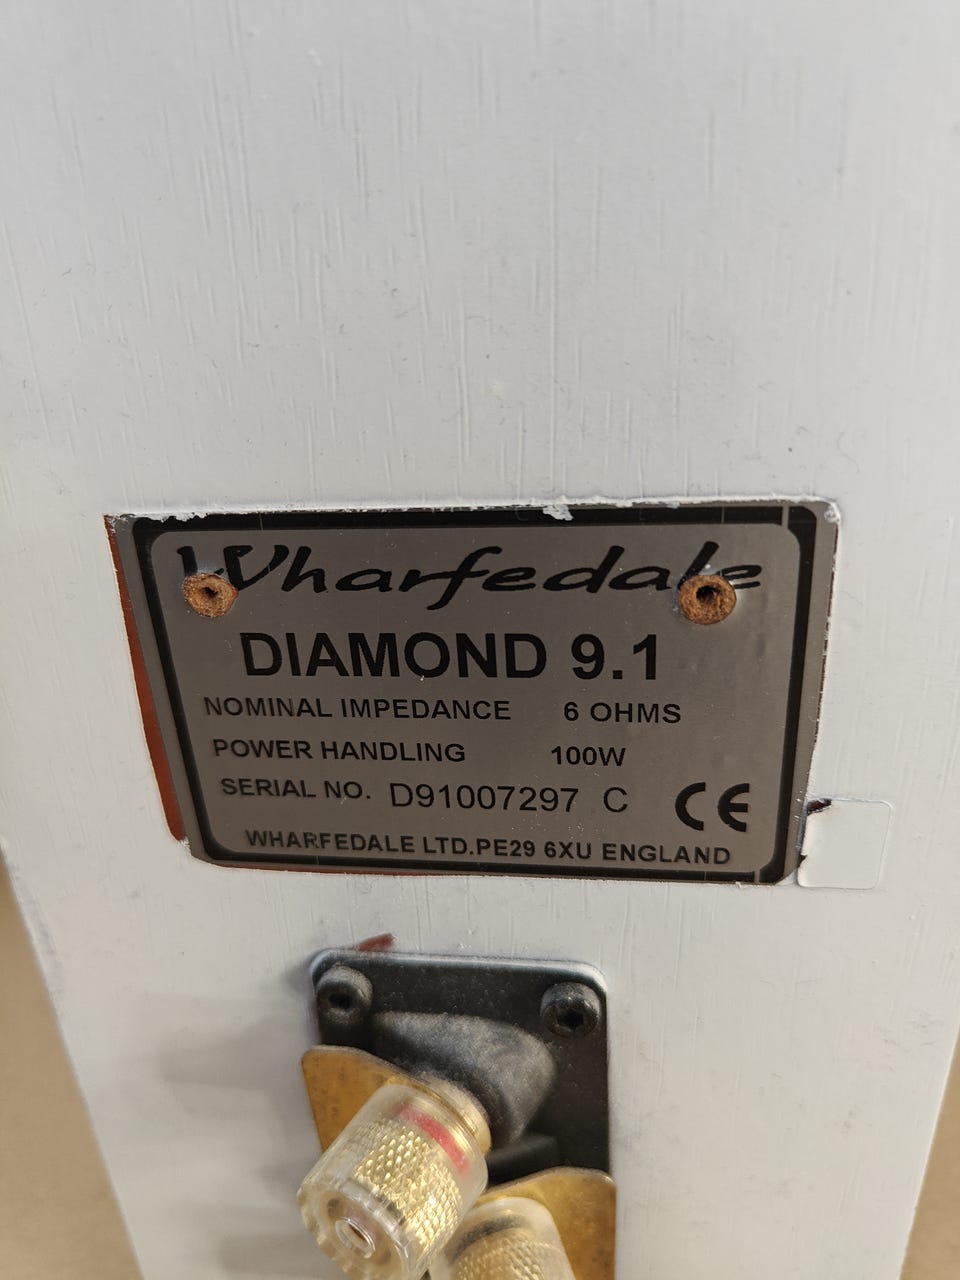 Wharfedale
DIAMOND 9.1
NOMINAL IMPEDANCE 6 OHMS
POWER HANDLING 100W
SERIAL NO. D91007297 C CE
WHARFEDALE LTD.PE29 6XU ENGLAND